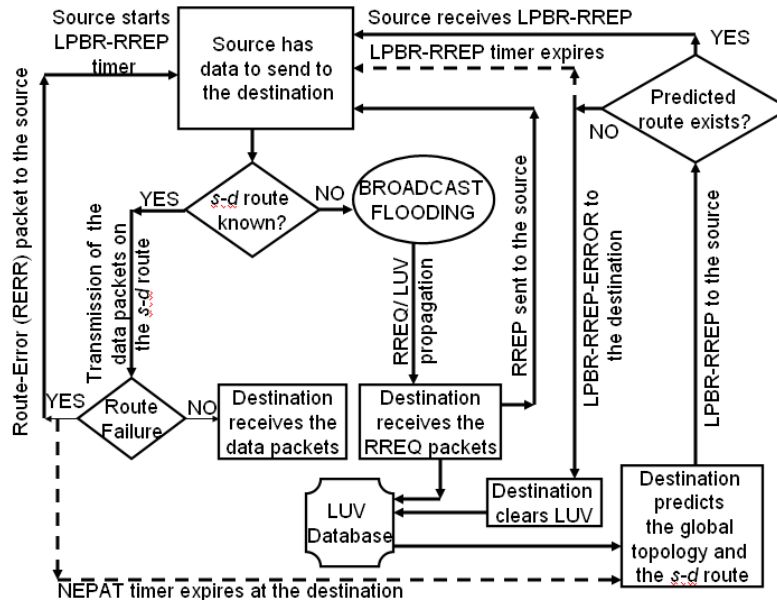 Source starts
LPBR-RREP
timer
Source has
data to send to
the destination
Source receives LPBR-RREP
YES
LPBR-RREP timer expires
Predicted
route exists?
NO
YES
s-d route
known?
NO
BROADCAST
FLOODING
Route-Error (RERR) packet to the source
Transmission of the
data packets on
the s-d route
RREQ/ LUV
propagation
RREP sent to the source
LPBR-RREP-ERROR to
the destination
LPBR-RREP to the source
YES
Route
Failure
NO
Destination
receives the
data packets
Destination
receives the
RREQ packets
LUV
Database
Destination
clears LUV
Destination
predicts
the global
topology and
the s-d route
NEPAT timer expires at the destination